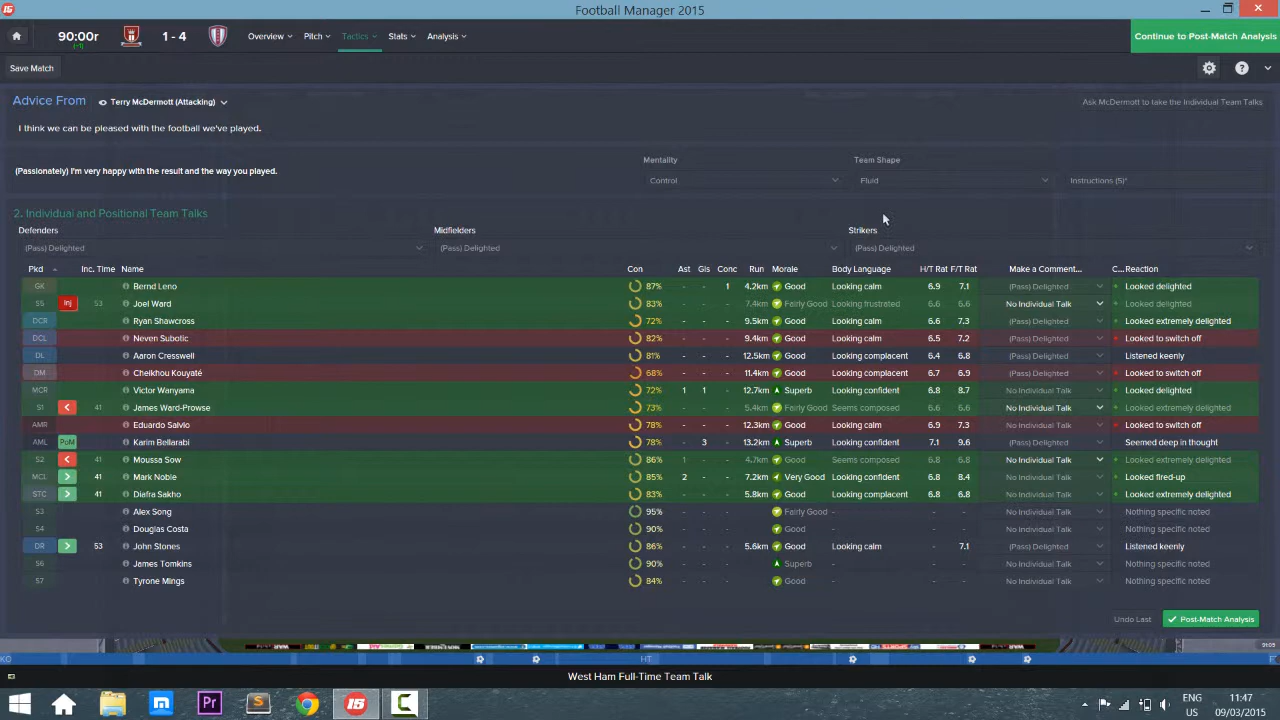 Football Manager 2015
90:00r 1 - 4 Overview Pitch Tactics Stats Analysis Continue to Post-Match Analysis
Save Match
Advice From Terry McDermott (Attacking) Ask McDermott to take the Individual Team Talks
I think we can be pleased with the football we've played.
(Passionately) I'm very happy with the result and the way you played.
Mentality Team Shape
Control Fluid Instructions (5)*
2. Individual and Positional Team Talks
Defenders Midfielders Strikers
(Pass) Delighted (Pass) Delighted (Pass) Delighted
Pkd Inc. Time Name Con Ast Gls Conc Run Morale Body Language H/T Rat F/T Rat Make a Comment... C... Reaction
GK Bernd Leno 87% - - 1 4.2km Good Looking calm 6.9 7.1 (Pass) Delighted Looked delighted
S5 Inj 53 Joel Ward 83% - - - 7.4km Fairly Good Looking frustrated 6.6 6.6 No Individual Talk Looked delighted
DCR Ryan Shawcross 72% - - - 9.5km Good Looking calm 6.6 7.3 (Pass) Delighted Looked extremely delighted
DCL Neven Subotic 82% - - - 9.4km Good Looking calm 6.5 7.2 (Pass) Delighted Looked to switch off
DL Aaron Cresswell 81% - - - 12.5km Good Looking complacent 6.4 6.8 (Pass) Delighted Listened keenly
DM Cheikhou Kouyaté 68% - - - 11.4km Good Looking complacent 6.7 6.9 (Pass) Delighted Looked to switch off
MCR Victor Wanyama 72% 1 1 - 12.7km Superb Looking confident 6.8 8.7 No Individual Talk Looked delighted
S1 41 James Ward-Prowse 73% - - - 5.4km Fairly Good Seems composed 6.6 6.6 No Individual Talk Looked extremely delighted
AMR Eduardo Salvio 78% - - - 12.3km Good Looking complacent 6.9 7.3 No Individual Talk Looked to switch off
AML PoM Karim Bellarabi 78% - 3 - 13.2km Superb Looking confident 7.1 9.6 (Pass) Delighted Seemed deep in thought
S2 41 Moussa Sow 86% 1 - - 4.7km Good Seems composed 6.8 6.8 No Individual Talk Looked extremely delighted
MCL 41 Mark Noble 85% 2 - - 7.2km Very Good Looking confident 6.8 8.4 No Individual Talk Looked fired-up
STC 41 Diafra Sakho 83% - - - 5.8km Good Looking complacent 6.8 6.8 No Individual Talk Looked extremely delighted
S3 Alex Song 95% - - - - Fairly Good - - - No Individual Talk Nothing specific noted
S4 Douglas Costa 90% - - - - Good - - - No Individual Talk Nothing specific noted
DR 53 John Stones 86% - - - 5.6km Good Looking calm - 7.1 (Pass) Delighted Listened keenly
S6 James Tomkins 90% - - - - Superb - - - No Individual Talk Nothing specific noted
S7 Tyrone Mings 84% - - - - Good - - - No Individual Talk Nothing specific noted
Undo Last Post-Match Analysis
KO HT
West Ham Full-Time Team Talk
ENG 11:47
US 09/03/2015